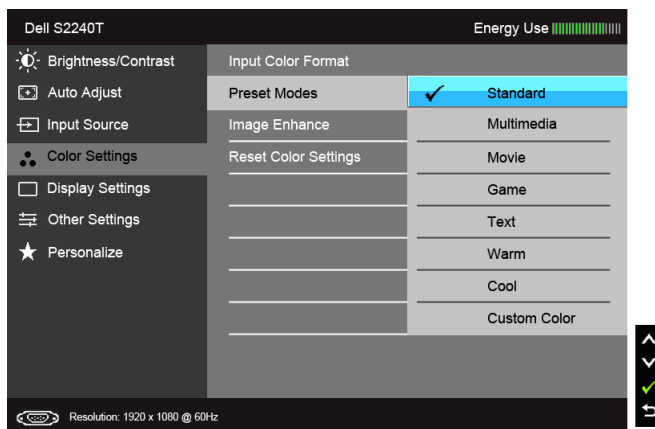 Dell S2240T
Energy Use
Brightness/Contrast
Auto Adjust
Input Source
Color Settings
Display Settings
Other Settings
Personalize
Input Color Format
Preset Modes
Image Enhance
Reset Color Settings
Standard
Multimedia
Movie
Game
Text
Warm
Cool
Custom Color
Resolution: 1920 x 1080 @ 60Hz